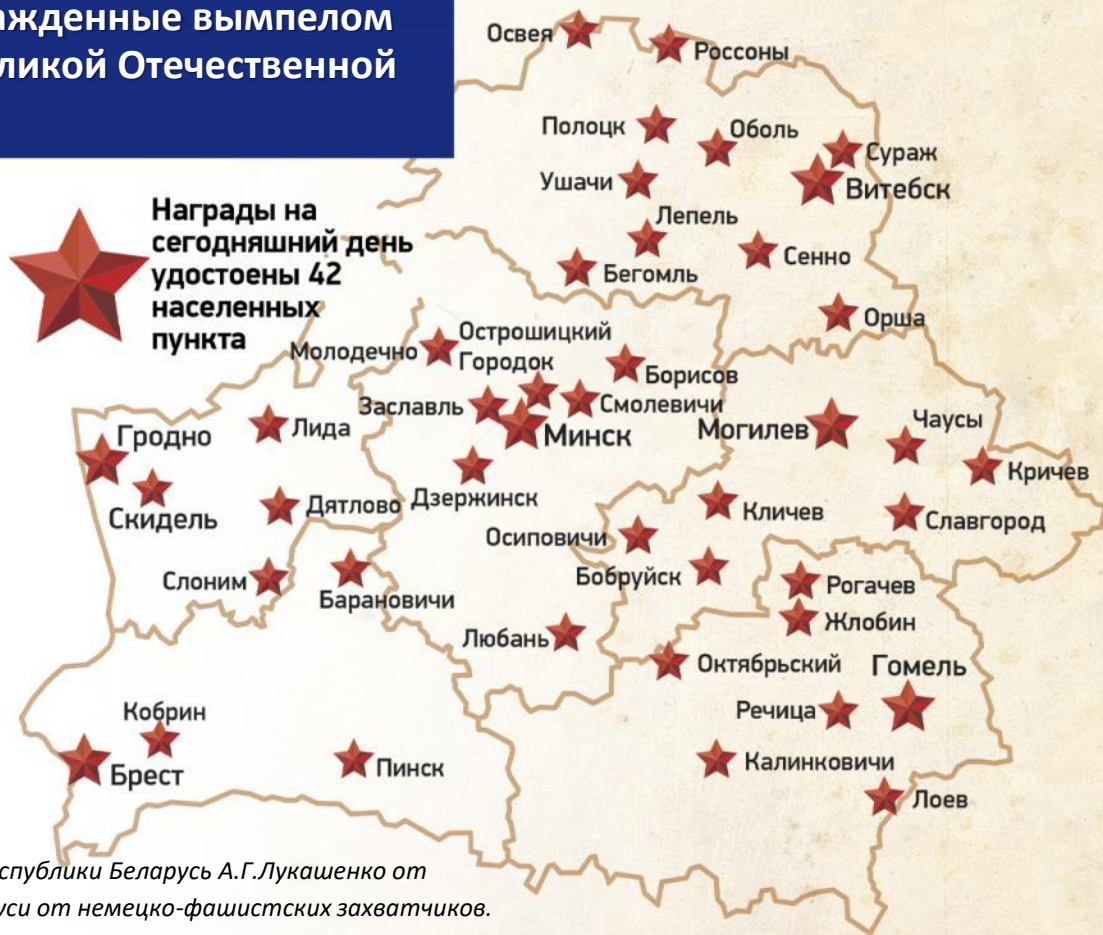 ажденные вымпелом
ликой Отечественной
Награды на
сегодняшний день
удостоены 42
населенных
пункта
Освея
Россоны
Полоцк
Оболь
Сураж
Ушачи
Витебск
Лепель
Сенно
Бегомль
Орша
Острошицкий
Городок
Молодечно
Борисов
Заславль
Смолевичи
Минск
Могилев
Чаусы
Гродно
Лида
Кричев
Дзержинск
Скидель
Дятлово
Кличев
Славгород
Осиповичи
Слоним
Барановичи
Бобруйск
Рогачев
Жлобин
Любань
Октябрьский
Гомель
Кобрин
Речица
Брест
Пинск
Калинковичи
Лоев
спублики Беларусь А.Г.Лукашенко от
уси от немецко-фашистских захватчиков.